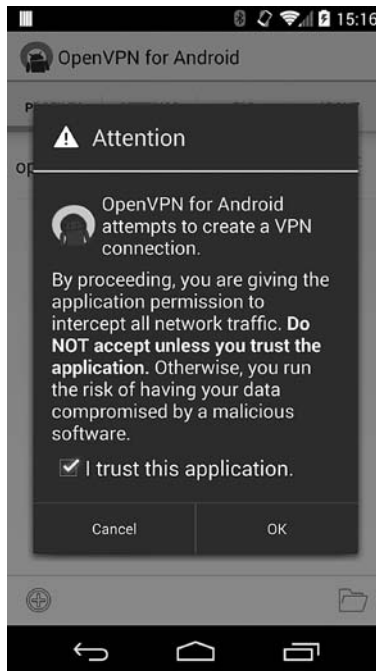 15:16
OpenVPN for Android
Attention
OpenVPN for Android
attempts to create a VPN
connection.
By proceeding, you are giving the
application permission to
intercept all network traffic. Do
NOT accept unless you trust the
application. Otherwise, you run
the risk of having your data
compromised by a malicious
software.
I trust this application.
Cancel OK